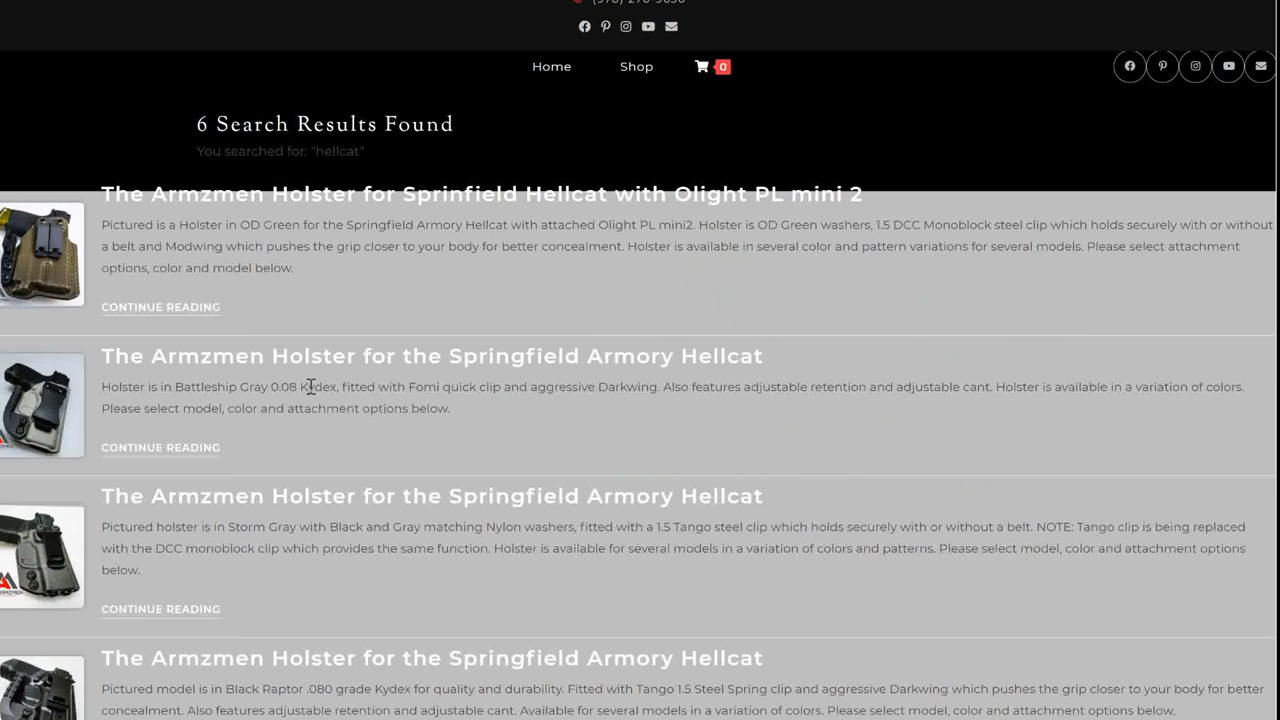 Home
Shop
0
6 Search Results Found
You searched for: "hellcat"
The Armzmen Holster for Sprinfield Hellcat with Olight PL mini 2
Pictured is a Holster in OD Green for the Springfield Armory Hellcat with attached Olight PL mini2. Holster is OD Green washers, 1.5 DCC Monoblock steel clip which holds securely with or without
a belt and Modwing which pushes the grip closer to your body for better concealment. Holster is available in several color and pattern variations for several models. Please select attachment
options, color and model below.
CONTINUE READING
The Armzmen Holster for the Springfield Armory Hellcat
Holster is in Battleship Gray 0.08 Kydex, fitted with Fomi quick clip and aggressive Darkwing. Also features adjustable retention and adjustable cant. Holster is available in a variation of colors.
Please select model, color and attachment options below.
CONTINUE READING
The Armzmen Holster for the Springfield Armory Hellcat
Pictured holster is in Storm Gray with Black and Gray matching Nylon washers, fitted with a 1.5 Tango steel clip which holds securely with or without a belt. NOTE: Tango clip is being replaced
with the DCC monoblock clip which provides the same function. Holster is available for several models in a variation of colors and patterns. Please select model, color and attachment options
below.
CONTINUE READING
The Armzmen Holster for the Springfield Armory Hellcat
Pictured model is in Black Raptor .080 grade Kydex for quality and durability. Fitted with Tango 1.5 Steel Spring clip and aggressive Darkwing which pushes the grip closer to your body for better
concealment. Also features adjustable retention and adjustable cant. Available for several models in a variation of colors. Please select model, color and attachment options below.